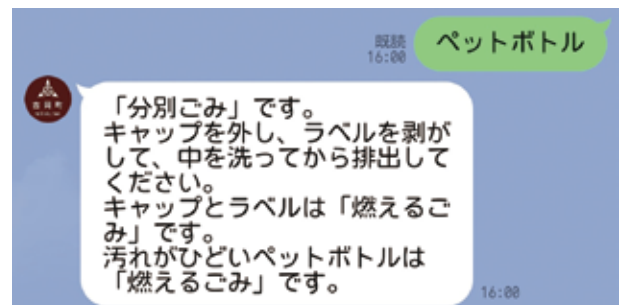 既読
16:00
ペットボトル
「分別ごみ」です。
キャップを外し、ラベルを剥が
して、中を洗ってから排出して
ください。
キャップとラベルは「燃えるご
み」です。
汚れがひどいペットボトルは
「燃えるごみ」です。
16:00